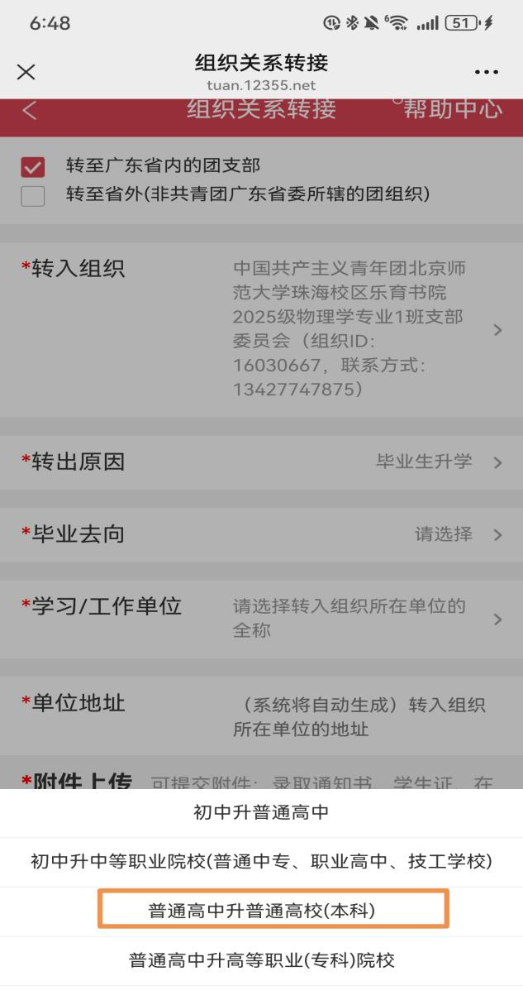 6:48
6
51
组织关系转接
tuan.12355.net
组织关系转接
帮助中心
转至广东省内的团支部
转至省外(非共青团广东省委所辖的团组织)
*转入组织
中国共产主义青年团北京师
范大学珠海校区乐育书院
2025级物理学专业1班支部
委员会（组织ID:
16030667，联系方式:
13427747875）
*转出原因
毕业生升学
*毕业去向
请选择
*学习/工作单位
请选择转入组织所在单位的
全称
*单位地址
（系统将自动生成）转入组织
所在单位的地址
*附件上传
可提交附件：录取通知书、学生证、在
初中升普通高中
初中升中等职业院校(普通中专、职业高中、技工学校)
普通高中升普通高校(本科)
普通高中升高等职业(专科)院校